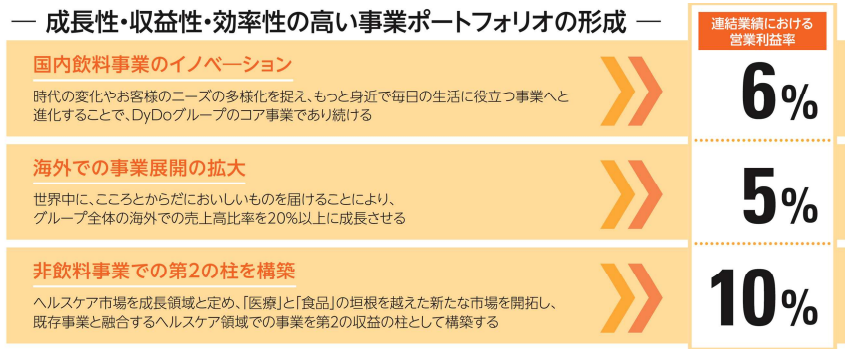 ― 成長性・収益性・効率性の高い事業ポートフォリオの形成 ―
連結業績における
営業利益率
国内飲料事業のイノベーション
時代の変化やお客様のニーズの多様化を捉え、もっと身近で毎日の生活に役立つ事業へと
進化することで、DyDoグループのコア事業であり続ける
6%
海外での事業展開の拡大
世界中に、こころとからだにおいしいものを届けることにより、
グループ全体の海外での売上高比率を20%以上に成長させる
5%
非飲料事業での第2の柱を構築
ヘルスケア市場を成長領域と定め、「医療」と「食品」の垣根を越えた新たな市場を開拓し、
既存事業と融合するヘルスケア領域での事業を第2の収益の柱として構築する
10%